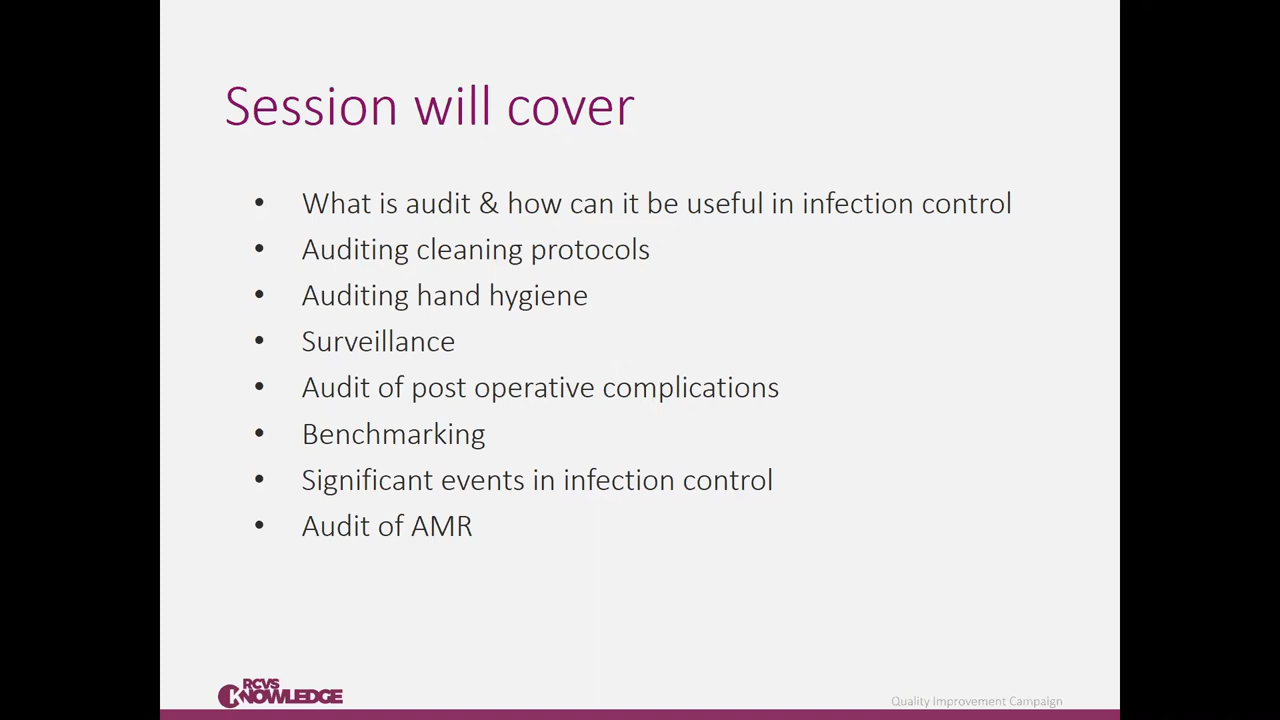 Session will cover
• What is audit & how can it be useful in infection control
• Auditing cleaning protocols
• Auditing hand hygiene
• Surveillance
• Audit of post operative complications
• Benchmarking
• Significant events in infection control
• Audit of AMR
RCVS
KNOWLEDGE
Quality Improvement Campaign